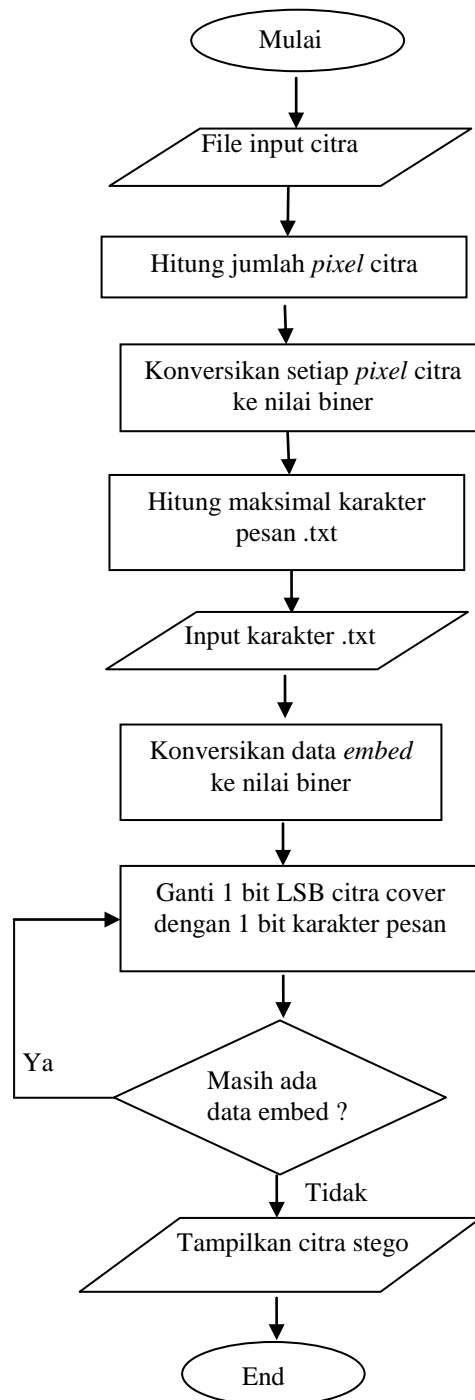 Mulai
File input citra
Hitung jumlah pixel citra
Konversikan setiap pixel citra
ke nilai biner
Hitung maksimal karakter
pesan .txt
Input karakter .txt
Konversikan data embed
ke nilai biner
Ganti 1 bit LSB citra cover
dengan 1 bit karakter pesan
Ya
Masih ada
data embed ?
Tidak
Tampilkan citra stego
End